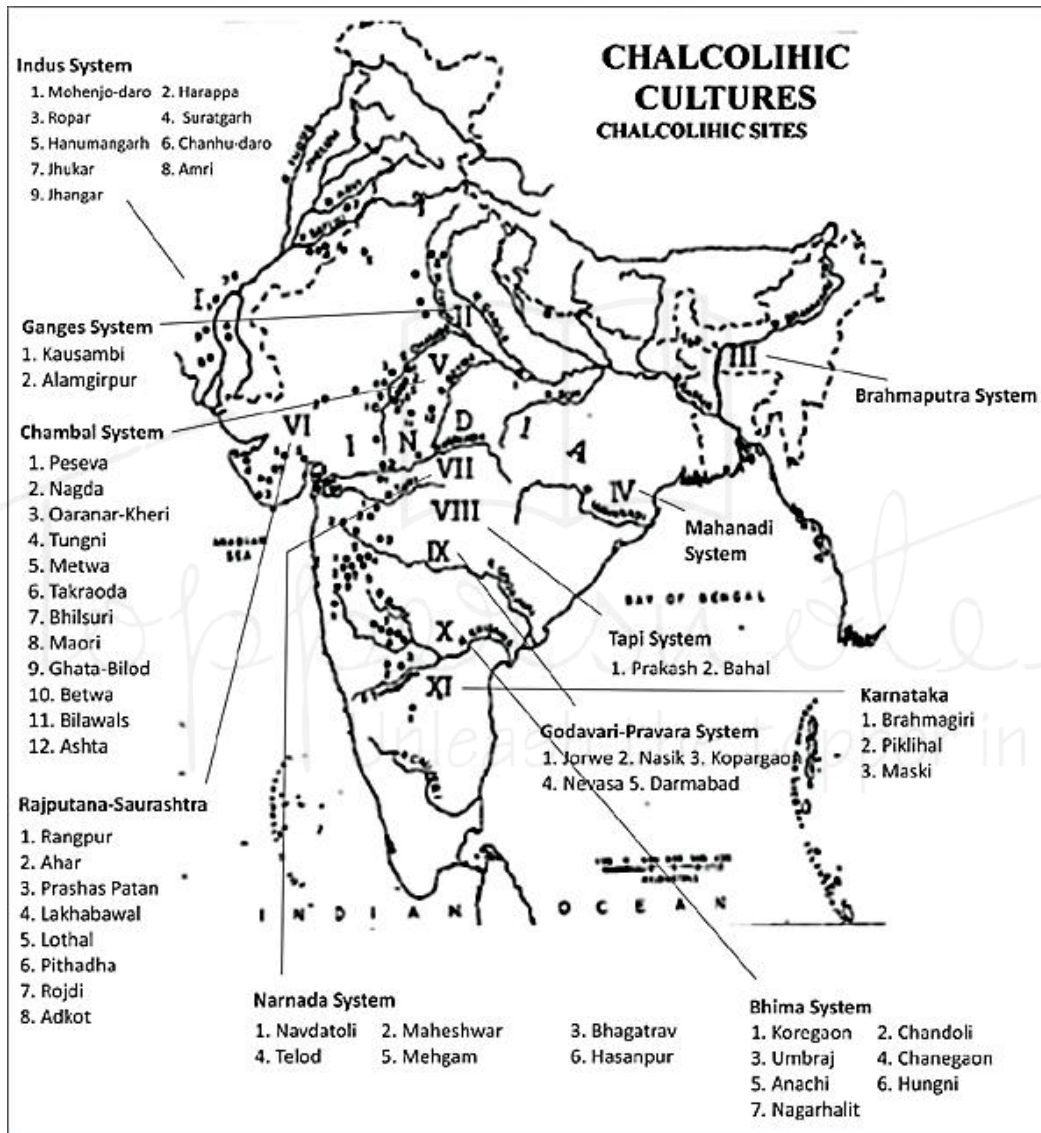 CHALCOLIHIC
CULTURES
CHALCOLIHIC SITES
Indus System
1. Mohenjo-daro 2. Harappa
3. Ropar 4. Suratgarh
5. Hanumangarh 6. Chanhu-daro
7. Jhukar 8. Amri
9. Jhangar
Ganges System
1. Kausambi
2. Alamgirpur
Chambal System
1. Peseva
2. Nagda
3. Oaranar-Kheri
4. Tungni
5. Metwa
6. Takraoda
7. Bhilsuri
8. Maori
9. Ghata-Bilod
10. Betwa
11. Bilawals
12. Ashta
Rajputana-Saurashtra
1. Rangpur
2. Ahar
3. Prashas Patan
4. Lakhabawal
5. Lothal
6. Pithadha
7. Rojdi
8. Adkot
Narnada System
1. Navdatoli 2. Maheshwar 3. Bhagatrav
4. Telod 5. Mehgam 6. Hasanpur
Bhima System
1. Koregaon 2. Chandoli
3. Umbraj 4. Chanegaon
5. Anachi 6. Hungni
7. Nagarhalit
Karnataka
1. Brahmagiri
2. Piklihal
3. Maski
Godavari-Pravara System
1. Jorwe 2. Nasik 3. Kopargaon
4. Nevasa 5. Darmabad
Tapi System
1. Prakash 2. Bahal
Mahanadi
System
Brahmaputra System
I
II
III
IV
V
VI
VII
VIII
IX
X
XI
I N D I A
ARABIAN
SEA
BAY OF BENGAL
I N D I A N O C E A N
Toppersnotes
Unleash the topper in